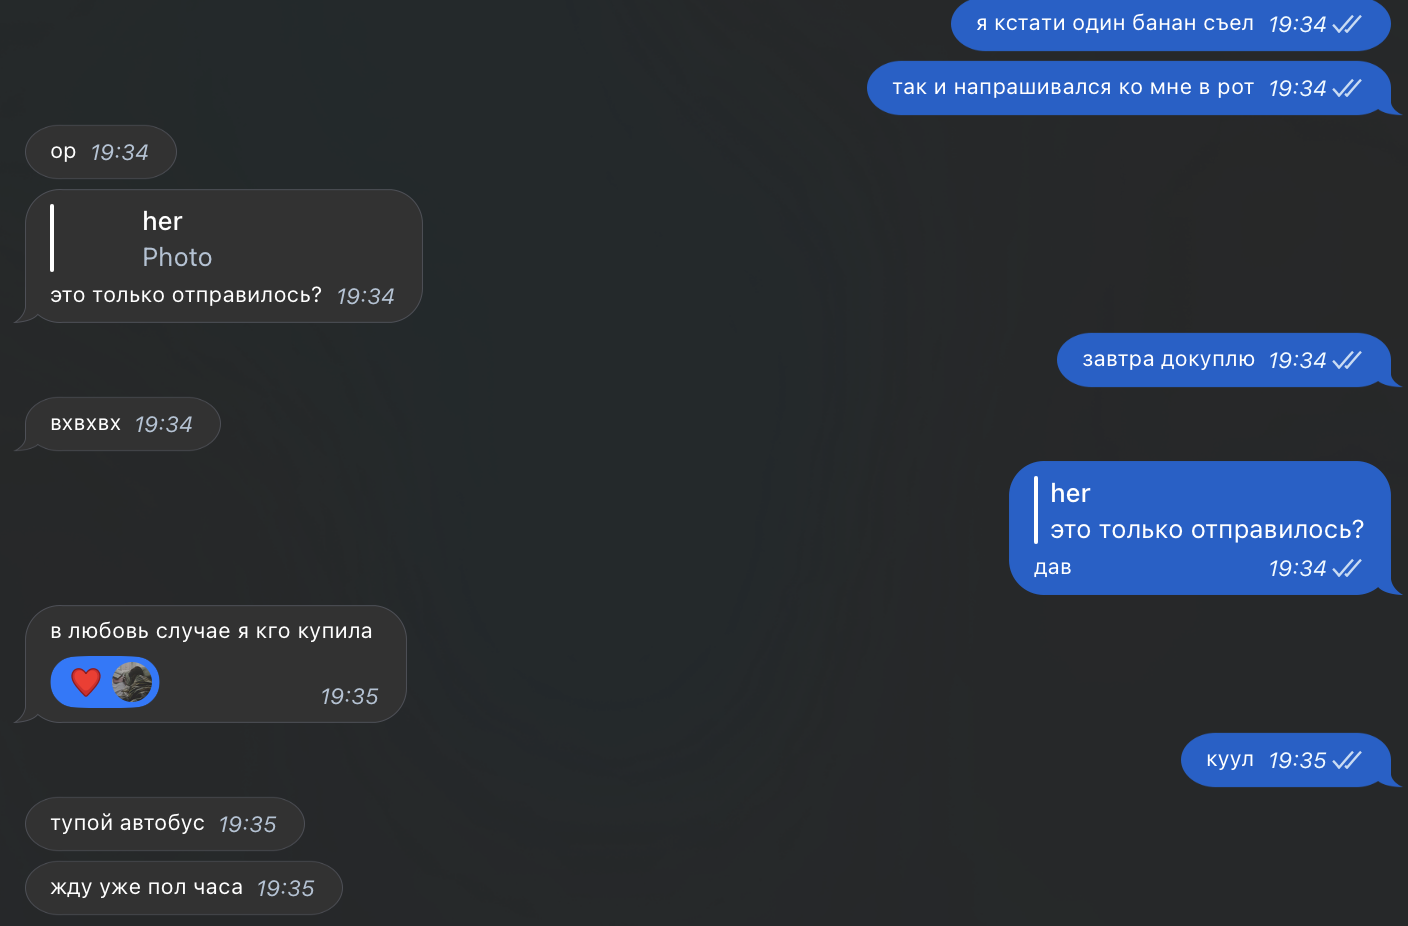 я кстати один банан съел 19:34
так и напрашивался ко мне в рот 19:34
ор 19:34
her
Photo
это только отправилось? 19:34
завтра докуплю 19:34
вхвхвх 19:34
her
это только отправилось?
дав 19:34
в любовь случае я кго купила
19:35
куул 19:35
тупой автобус 19:35
жду уже пол часа 19:35